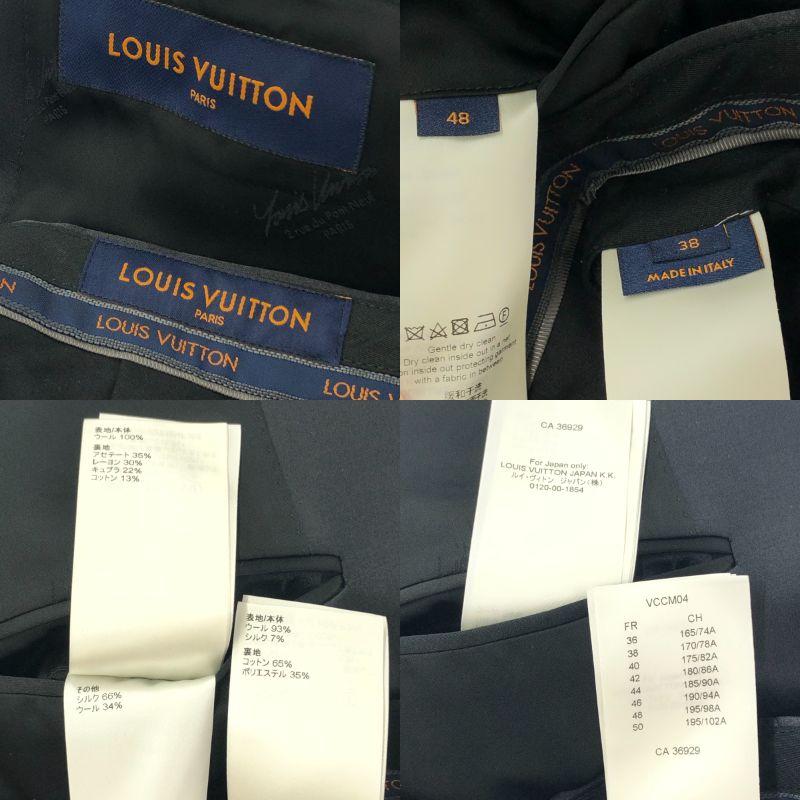 LOUIS VUITTON
PARIS
Louis Vuitton
2 rue du Pont Neuf
PARIS
LOUIS VUITTON
PARIS
ON
LOUIS VUITTON
LOUIS V
48
LOUIS VUITTON
LOUIS VUITTON
38
MADE IN ITALY
Gentle dry clean
Dry clean inside out in a net
on inside out protecting garment
with a fabric in between
表地/本体
ウール 100%
裏地
アセテート 35%
レーヨン 30%
キュプラ 22%
コットン 13%
その他
シルク 66%
ウール 34%
表地/本体
ウール 93%
シルク 7%
裏地
コットン 65%
ポリエステル 35%
CA 36929
For Japan only:
LOUIS VUITTON JAPAN K.K.
ルイ・ヴィトン ジャパン(株)
0120-00-1854
VCCM04
FR CH
36 165/74A
38 170/78A
40 175/82A
42 180/86A
44 185/90A
46 190/94A
48 195/98A
50 195/102A
CA 36929